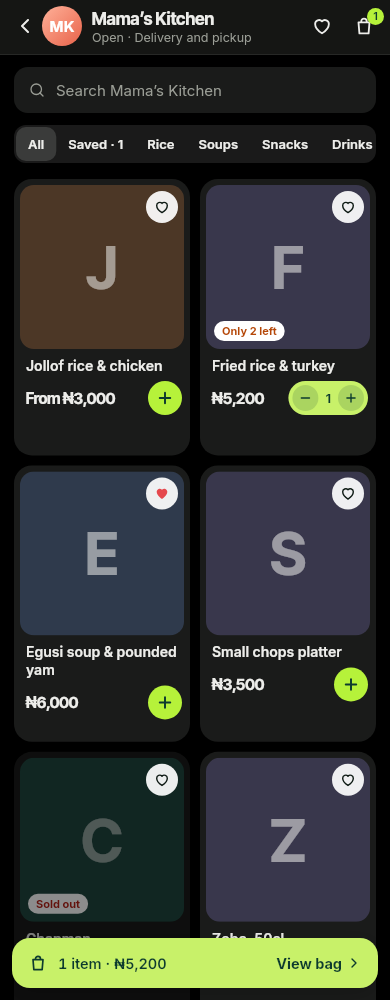 MK
Mama’s Kitchen
1
Open · Delivery and pickup
Search Mama’s Kitchen
All
Saved · 1
Rice
Soups
Snacks
Drinks
J
F
Only 2 left
Jollof rice & chicken
Fried rice & turkey
From ₦3,000
₦5,200
1
E
S
Egusi soup & pounded
yam
Small chops platter
₦6,000
₦3,500
C
Z
Sold out
1 item · ₦5,200
View bag